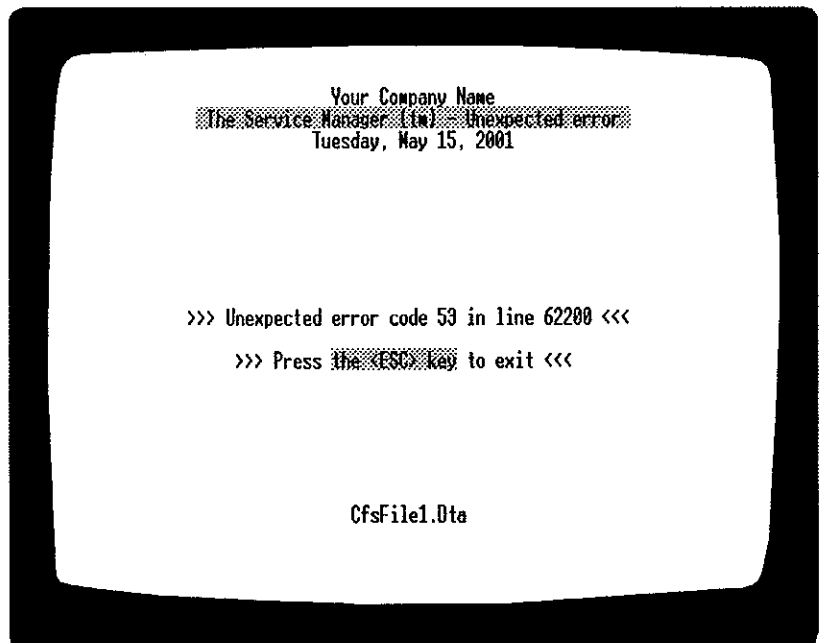 Your Company Name
The Service Manager (tm) - Unexpected error
Tuesday, May 15, 2001
>>> Unexpected error code 53 in line 62200 <<<
>>> Press the <ESC> key to exit <<<
CfsFile1.Dta